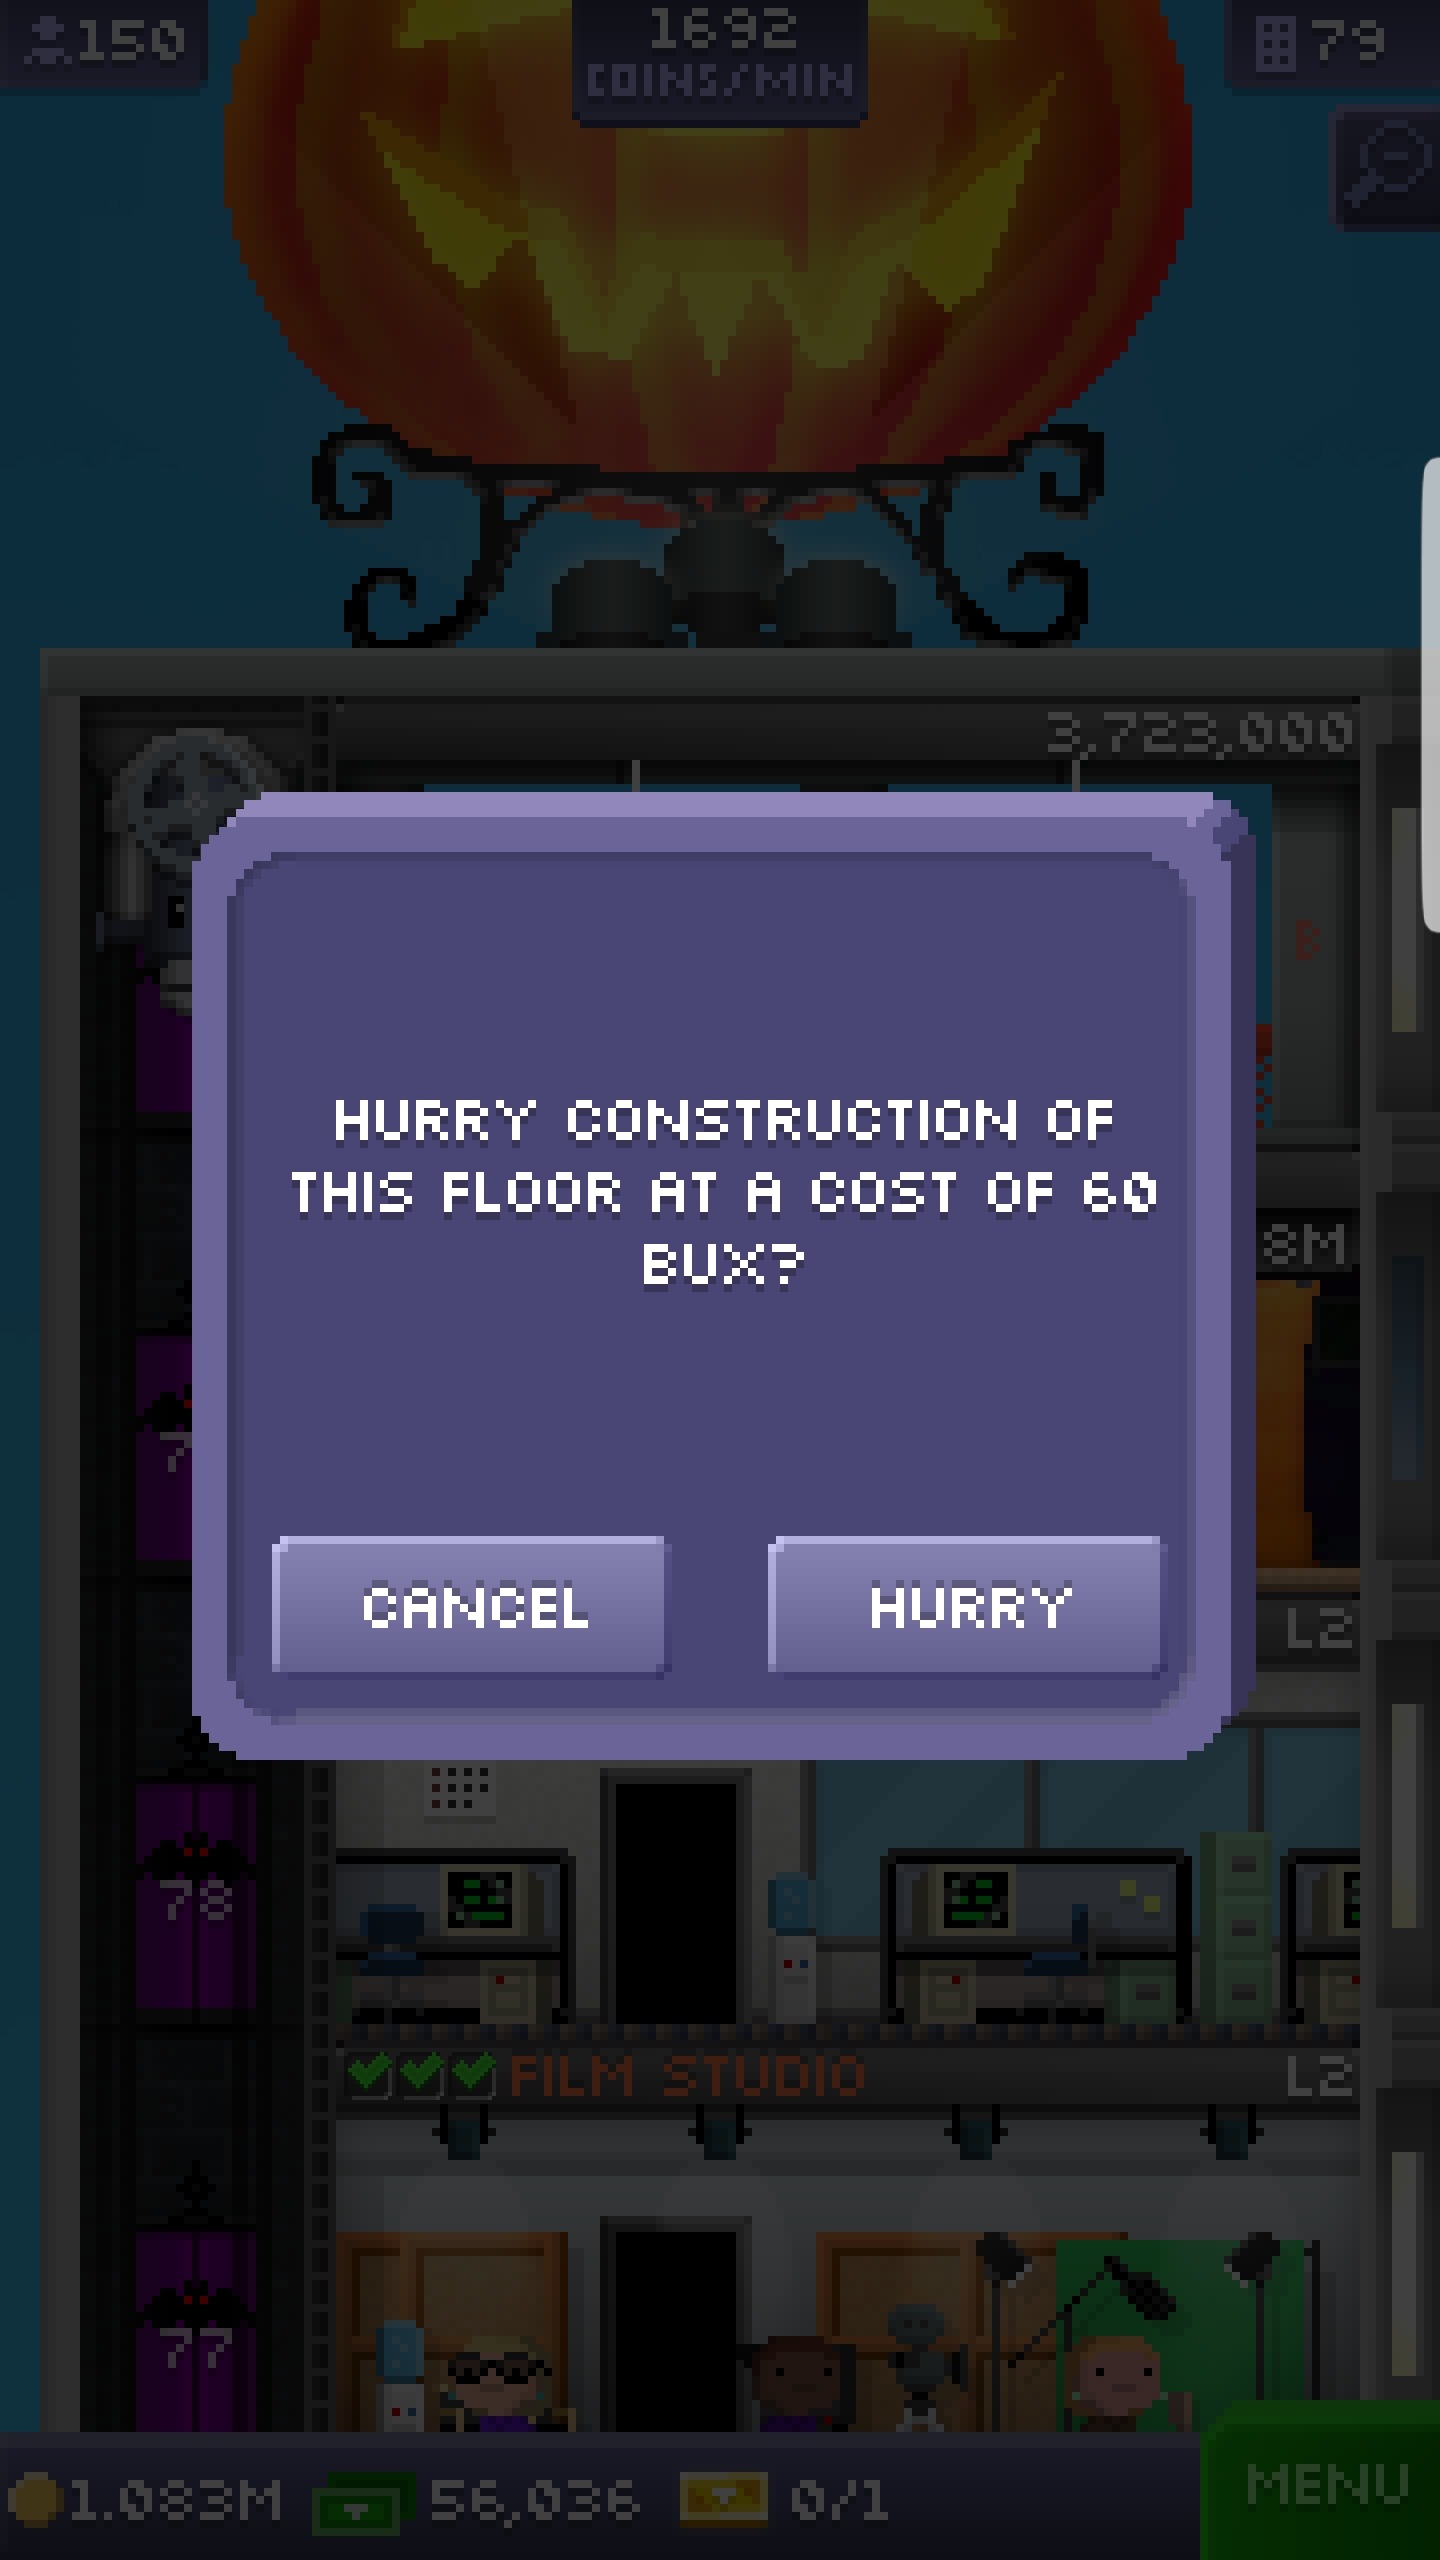 150
1692
COINS/MIN
79
3,723,000
B
8M
HURRY CONSTRUCTION OF
THIS FLOOR AT A COST OF 60
BUX?
CANCEL
HURRY
7
L2
78
FILM STUDIO
L2
77
1.083M
56,036
0/1
MENU